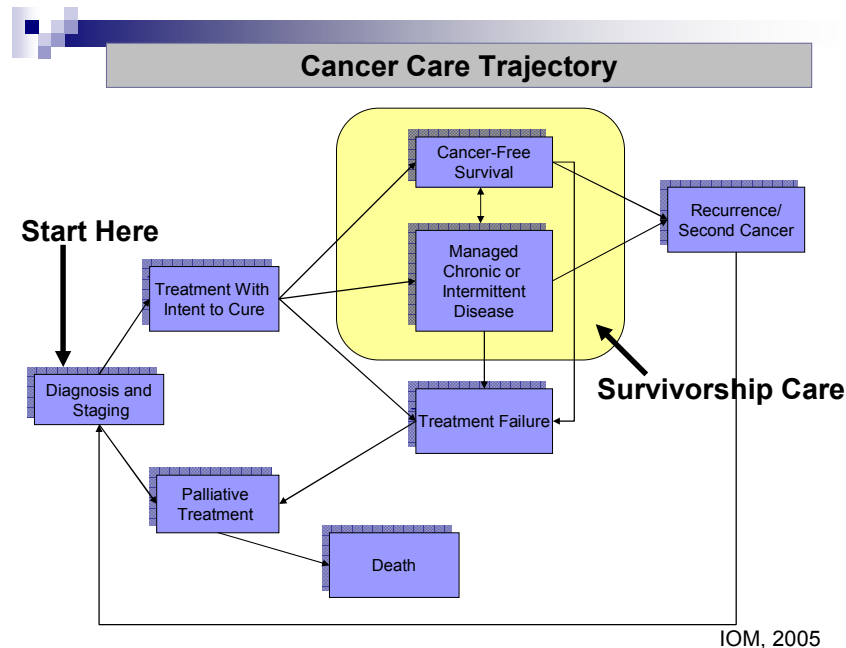 Cancer Care Trajectory
Cancer-Free
Survival
Recurrence/
Second Cancer
Start Here
Managed
Chronic or
Intermittent
Disease
Treatment With
Intent to Cure
Survivorship Care
Diagnosis and
Staging
Treatment Failure
Palliative
Treatment
Death
IOM, 2005